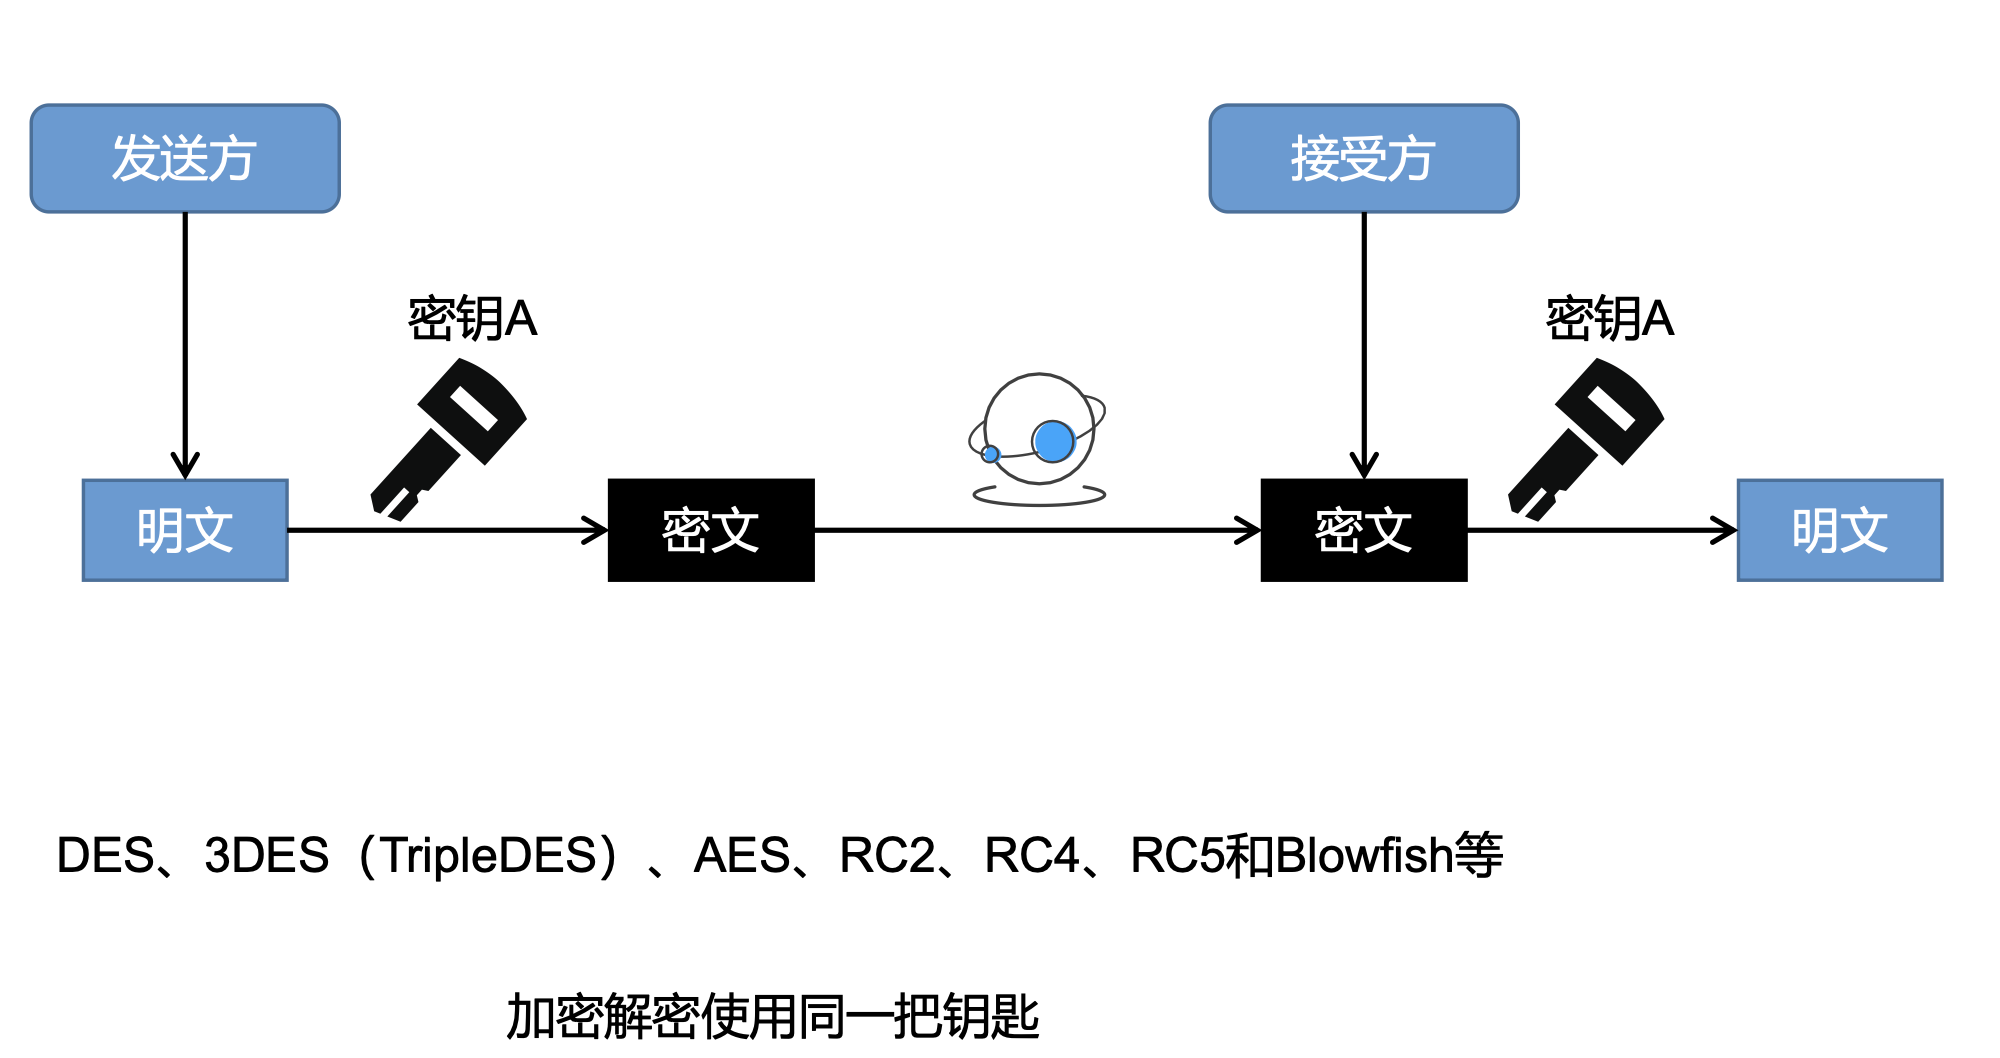 发送方
接受方
密钥A
密钥A
明文
密文
密文
明文
DES、3DES（TripleDES）、AES、RC2、RC4、RC5和Blowfish等
加密解密使用同一把钥匙